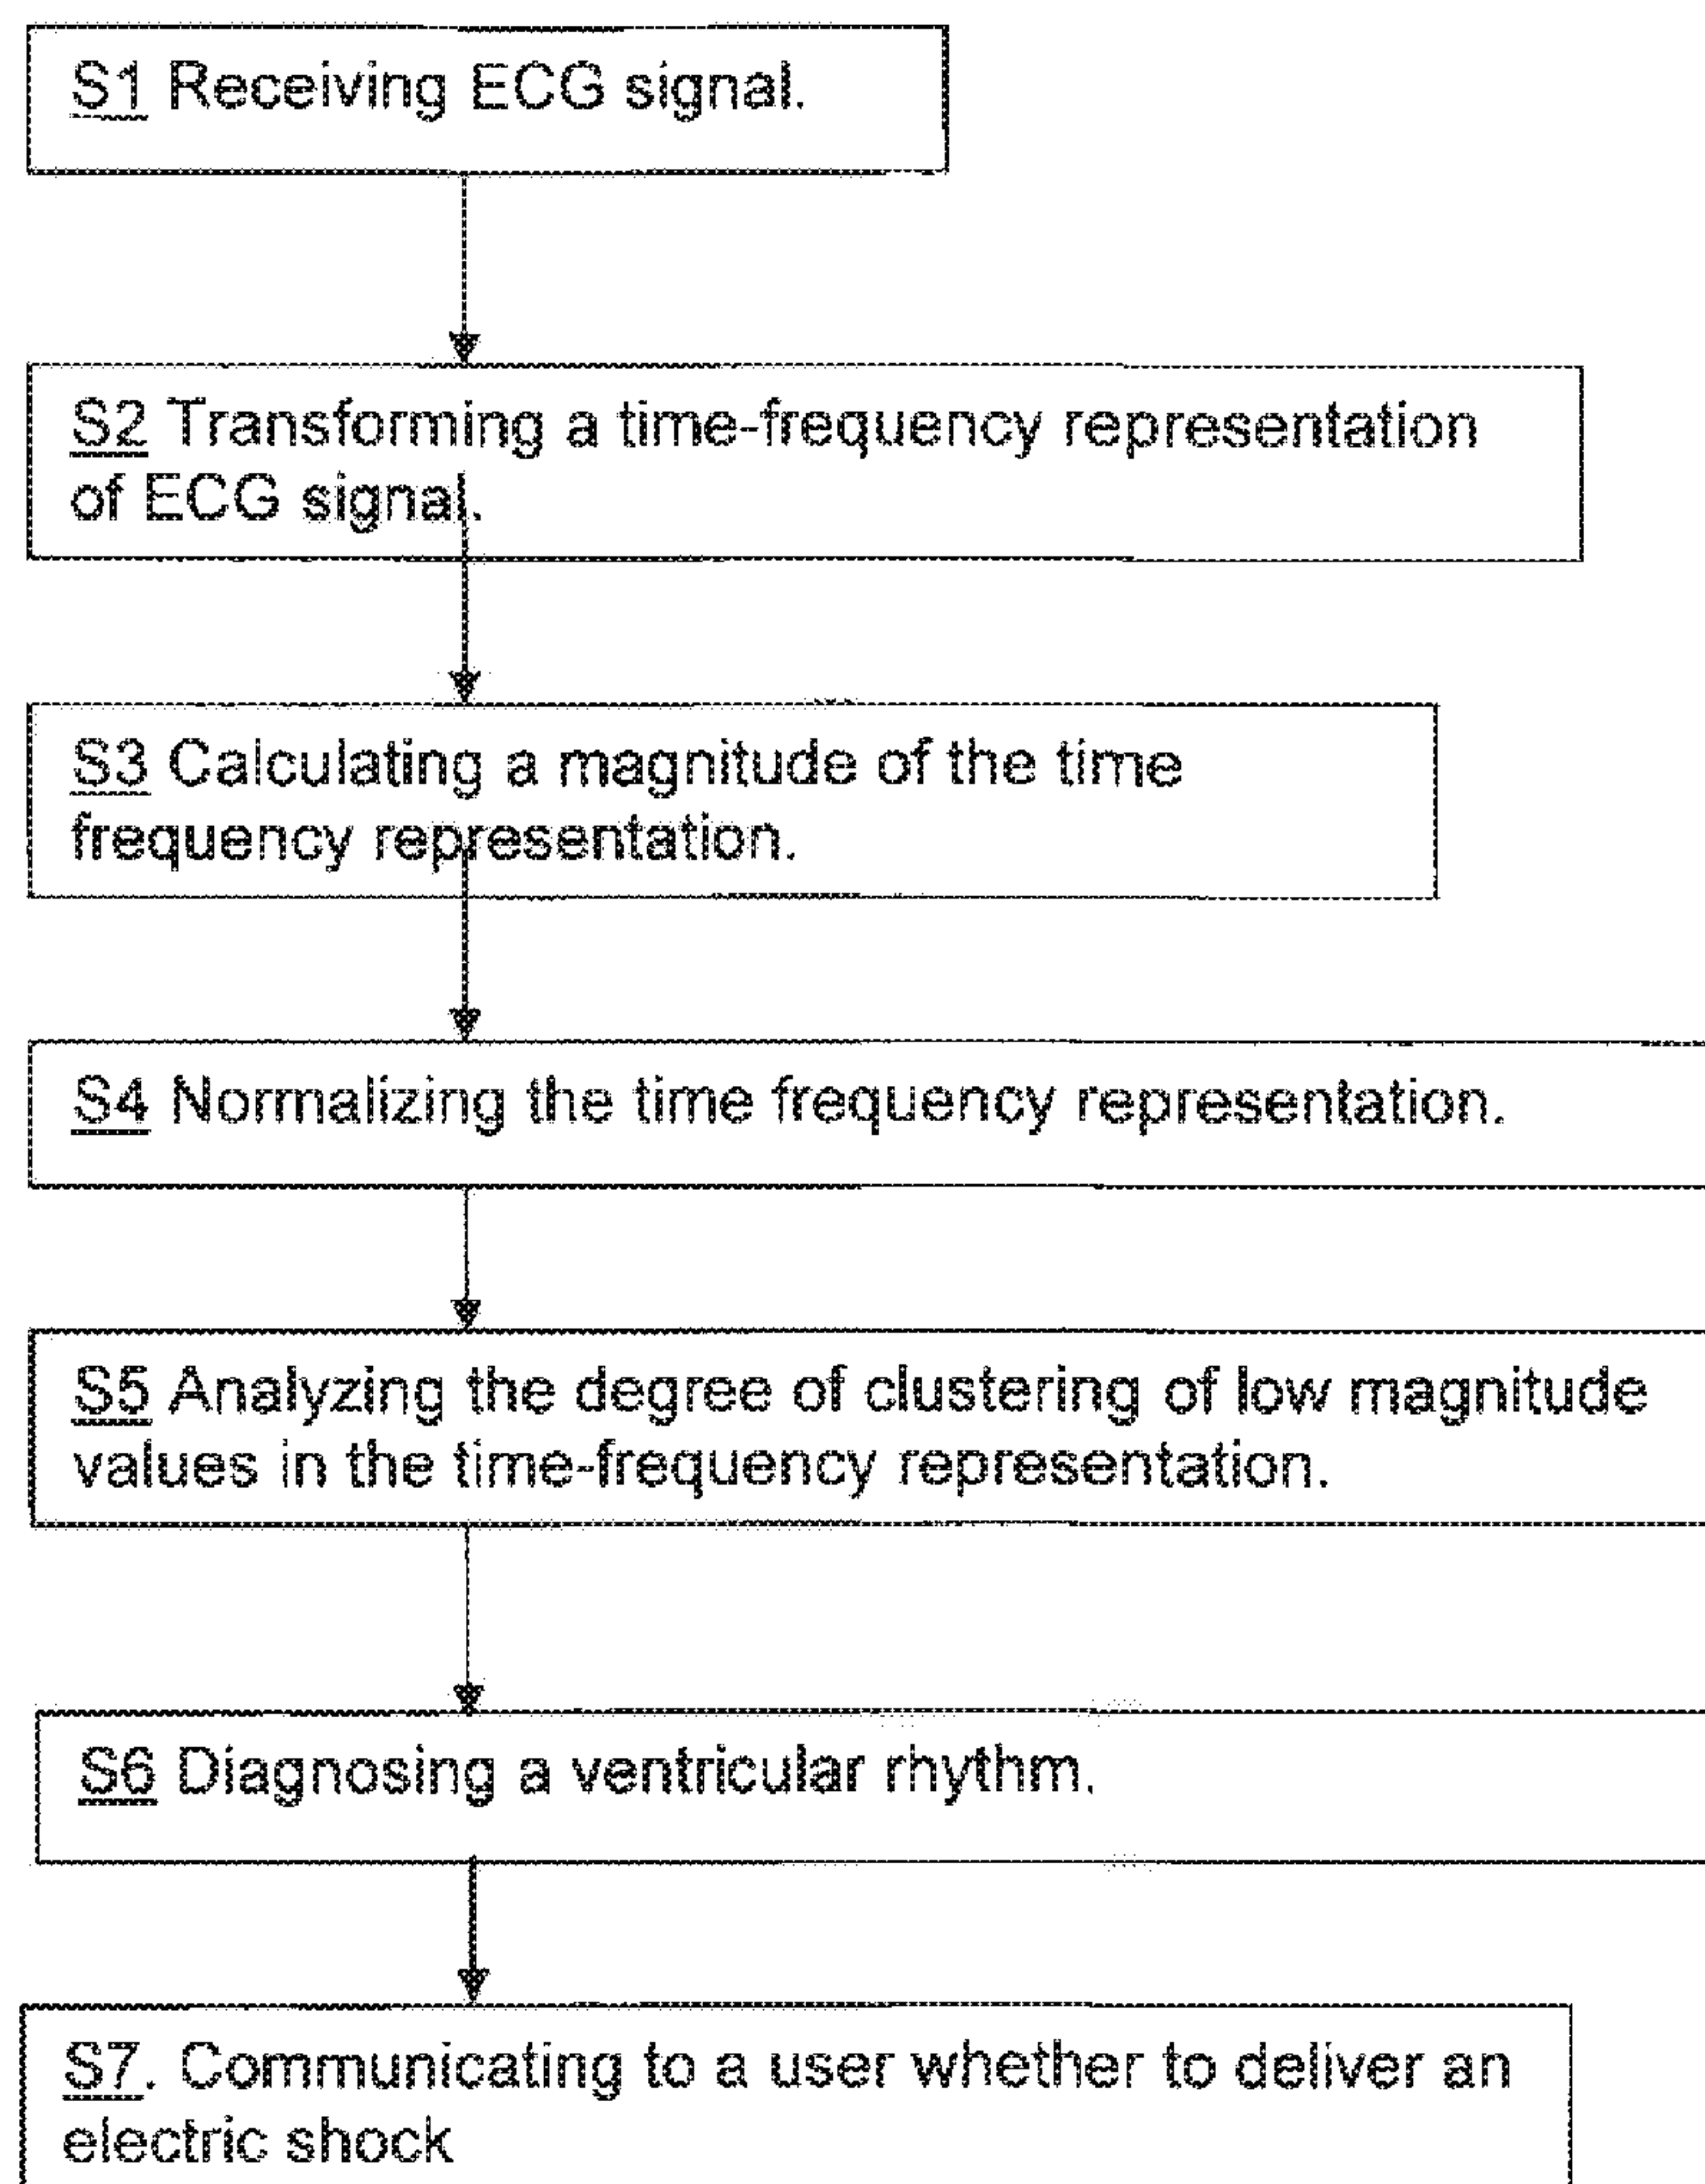 S1 Receiving ECG signal.
S2 Transforming a time-frequency representation
of ECG signal.
S3 Calculating a magnitude of the time
frequency representation.
S4 Normalizing the time frequency representation.
S5 Analyzing the degree of clustering of low magnitude
values in the time-frequency representation.
S6 Diagnosing a ventricular rhythm.
S7. Communicating to a user whether to deliver an
electric shock